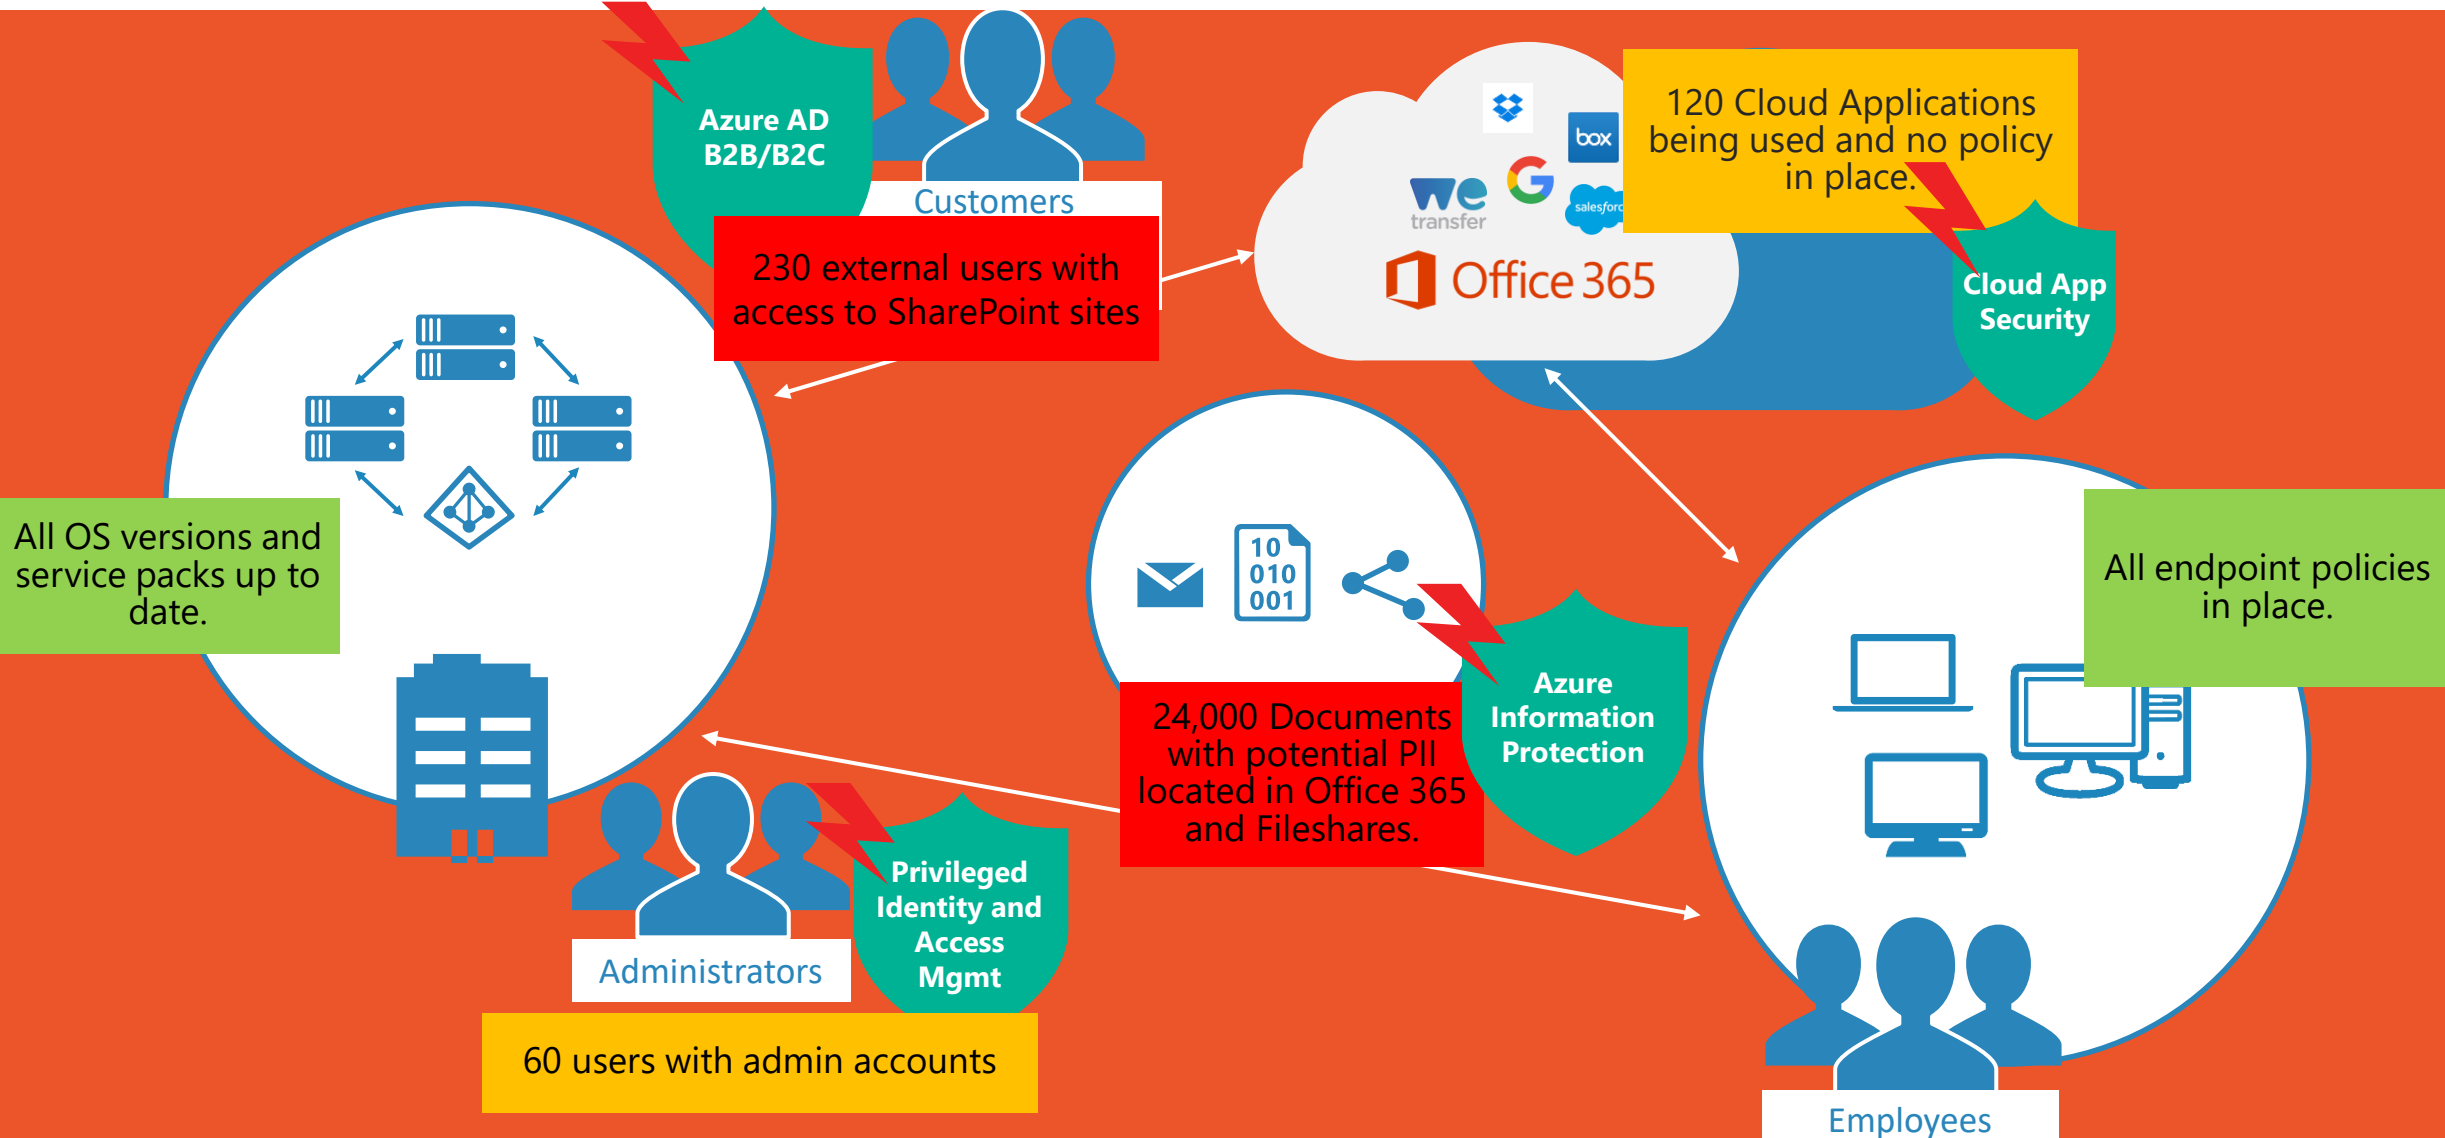 Azure AD
B2B/B2C
Customers
230 external users with
access to SharePoint sites
box
we
transfer
G
salesforc
Office 365
120 Cloud Applications
being used and no policy
in place.
Cloud App
Security
All OS versions and
service packs up to
date.
10
010
001
24,000 Documents
with potential PII
located in Office 365
and Fileshares.
Azure
Information
Protection
All endpoint policies
in place.
Privileged
Identity and
Access
Mgmt
Administrators
60 users with admin accounts
Employees